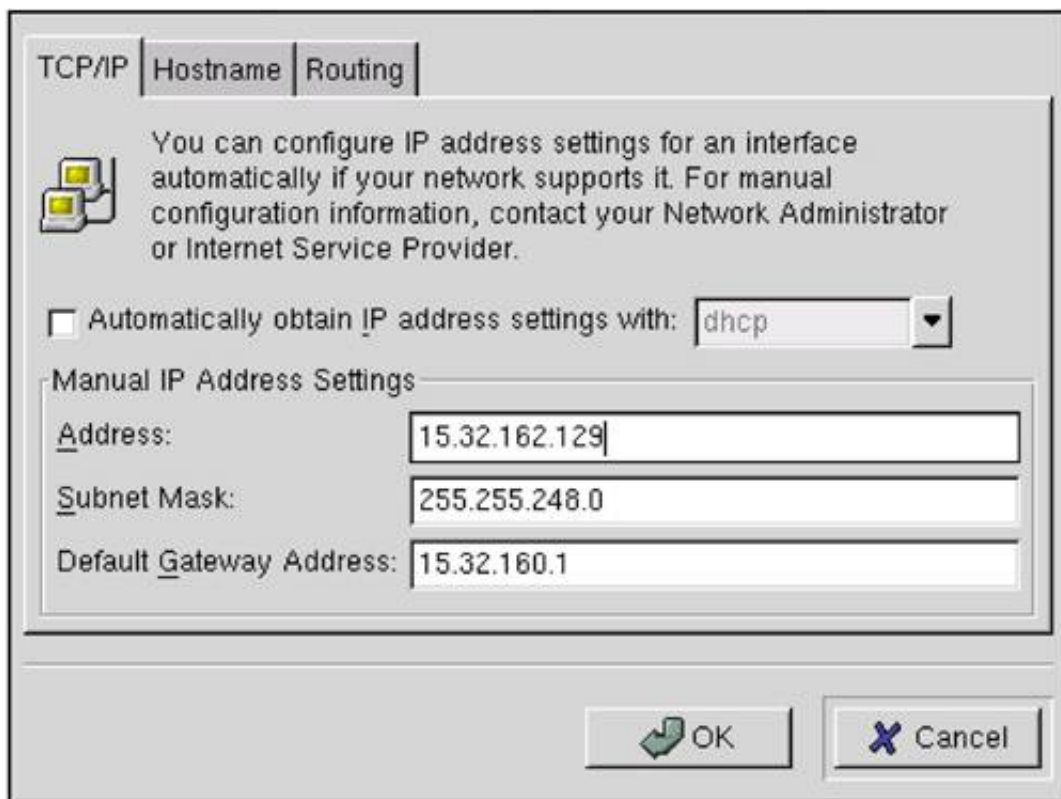 TCP/IP Hostname Routing
You can configure IP address settings for an interface
automatically if your network supports it. For manual
configuration information, contact your Network Administrator
or Internet Service Provider.
Automatically obtain IP address settings with: dhcp
Manual IP Address Settings
Address: 15.32.162.129
Subnet Mask: 255.255.248.0
Default Gateway Address: 15.32.160.1
OK Cancel